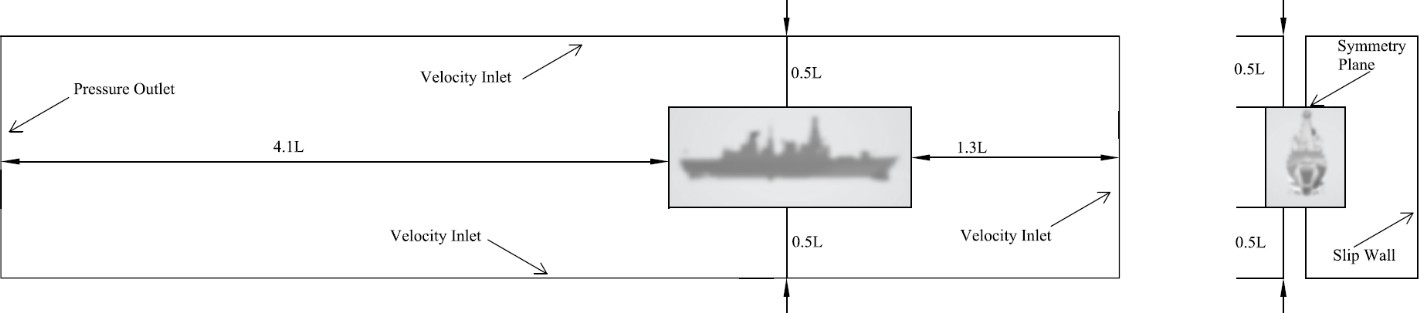 Pressure Outlet
Velocity Inlet
0.5L
4.1L
1.3L
Velocity Inlet
0.5L
Velocity Inlet
Symmetry
Plane
0.5L
0.5L
Slip Wall